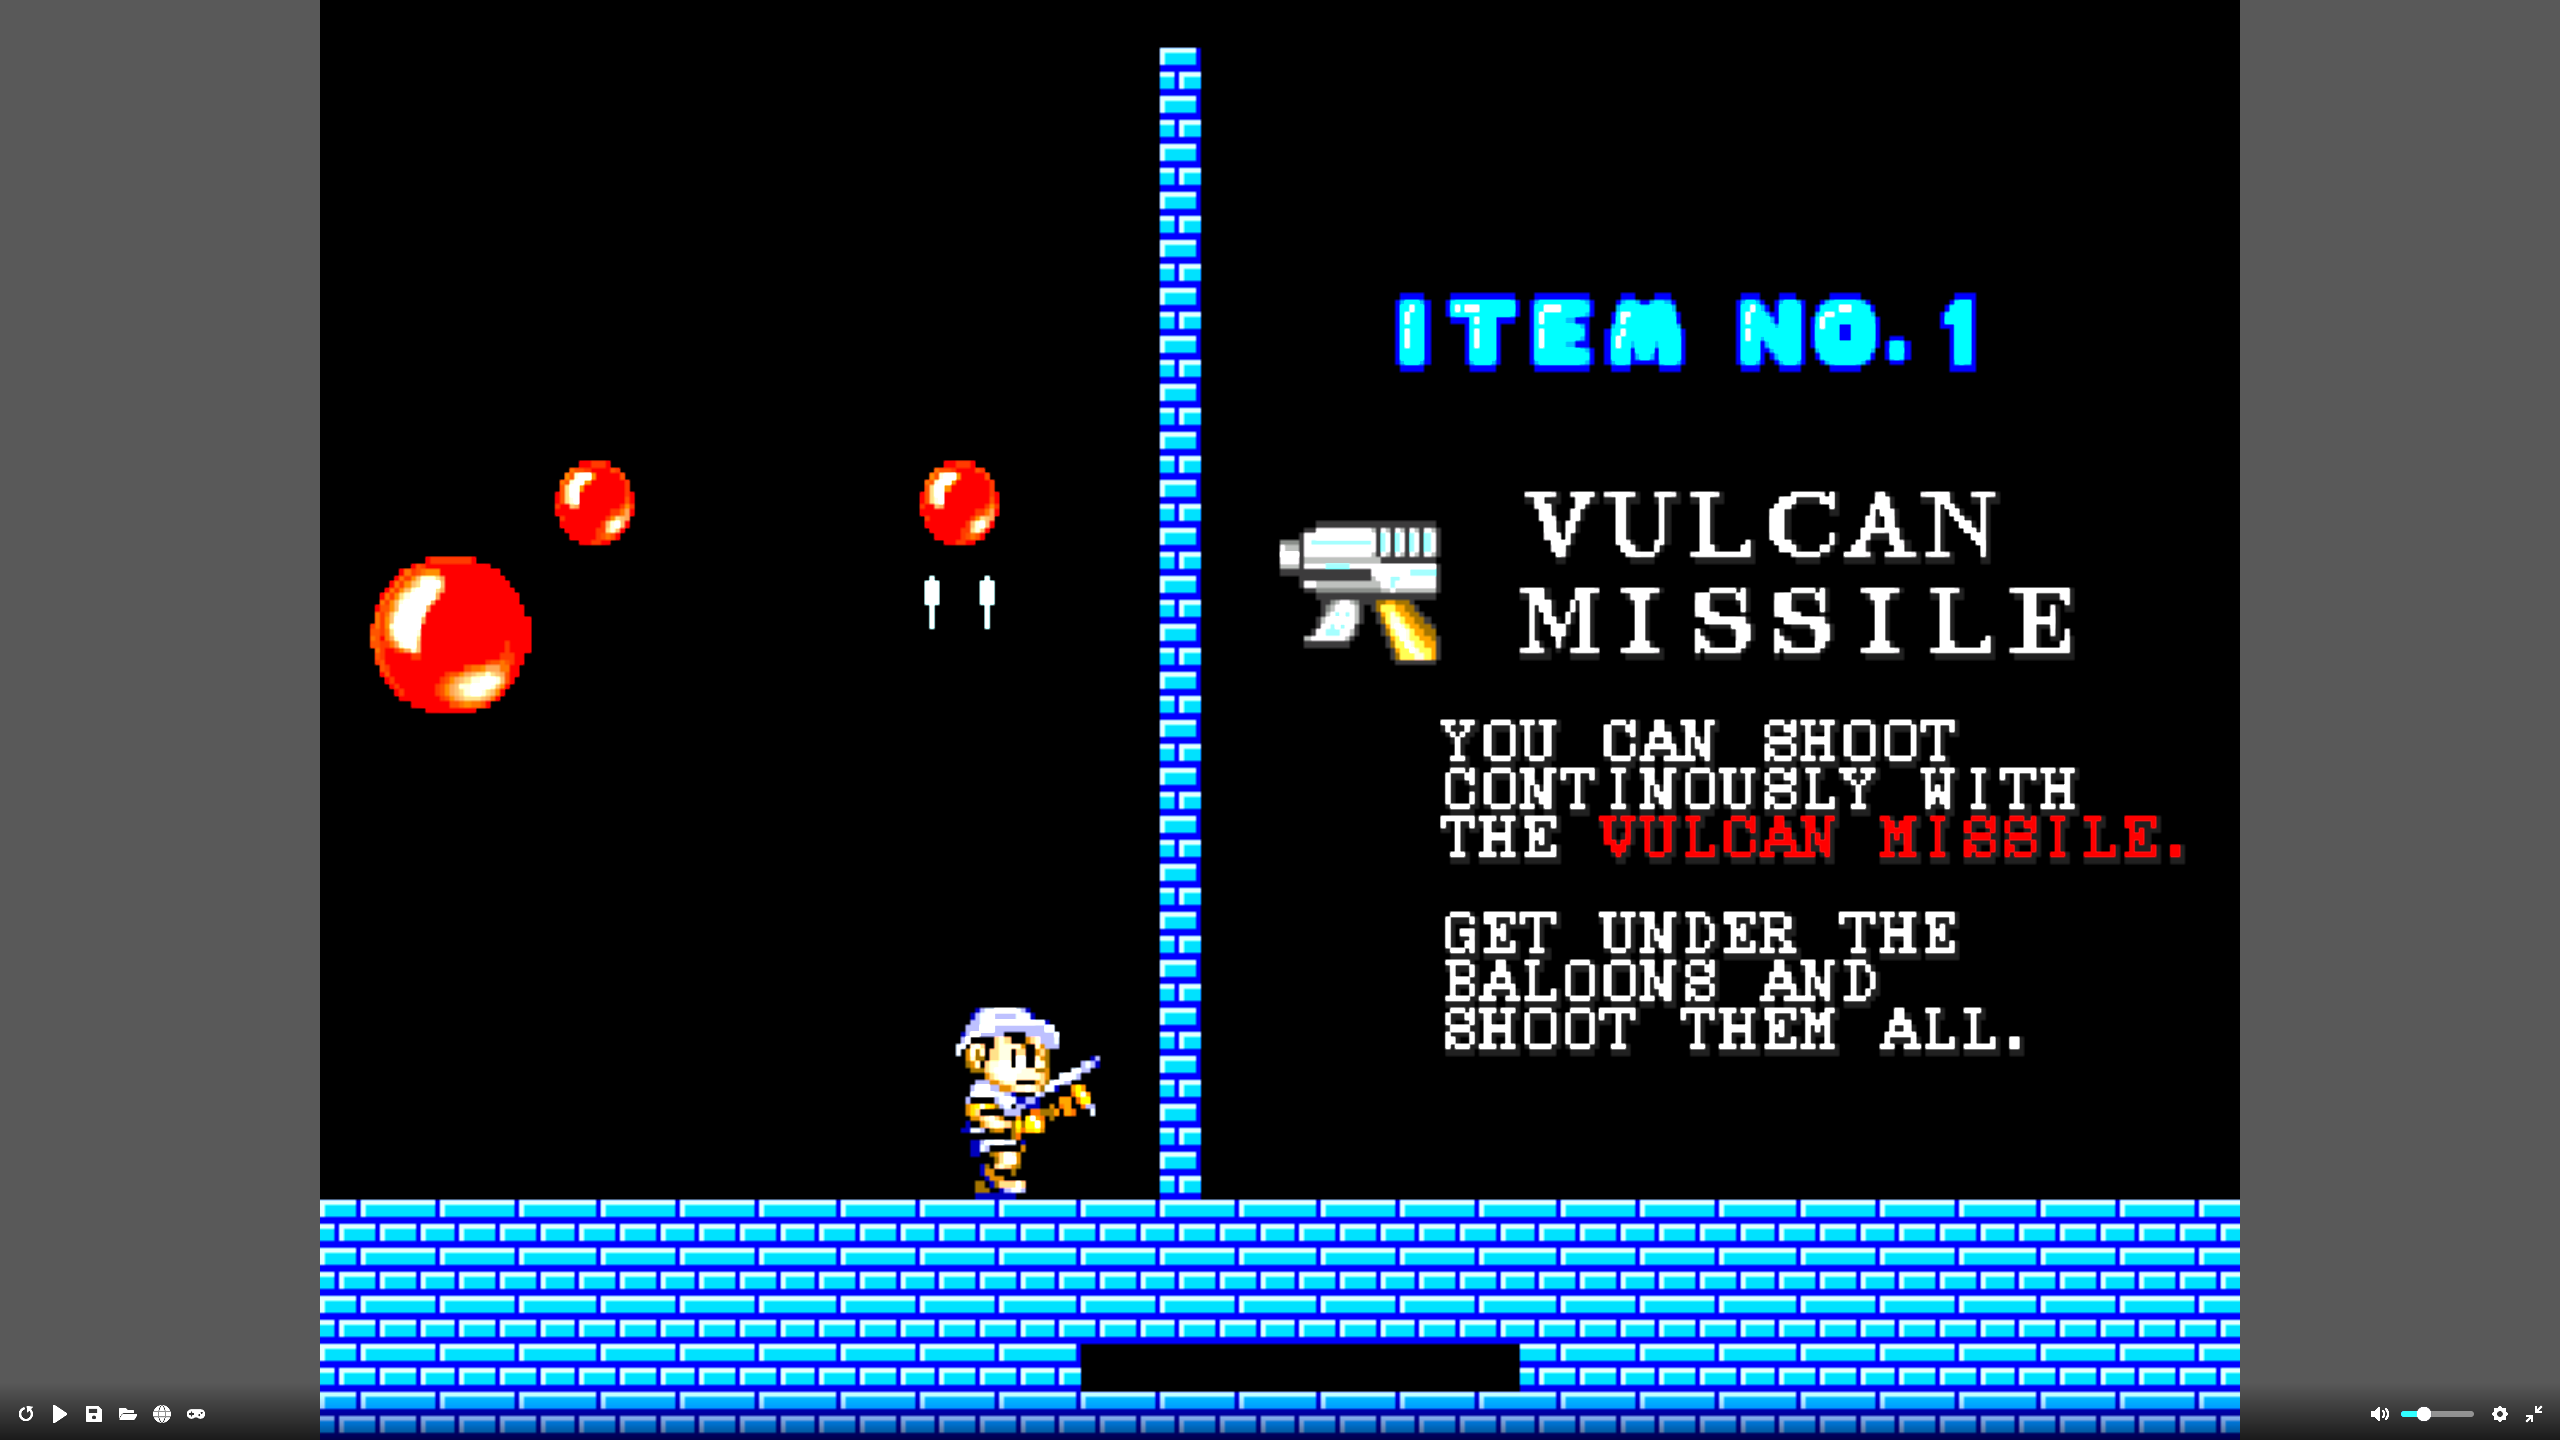 ITEM NO.1
VULCAN
MISSILE
YOU CAN SHOOT
CONTINOUSLY WITH
THE VULCAN MISSILE.
GET UNDER THE
BALOONS AND
SHOOT THEM ALL.